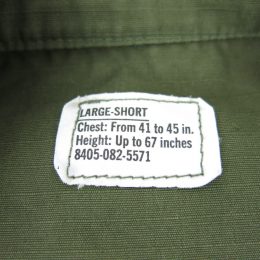 LARGE-SHORT
Chest: From 41 to 45 in.
Height: Up to 67 inches
8405-082-5571